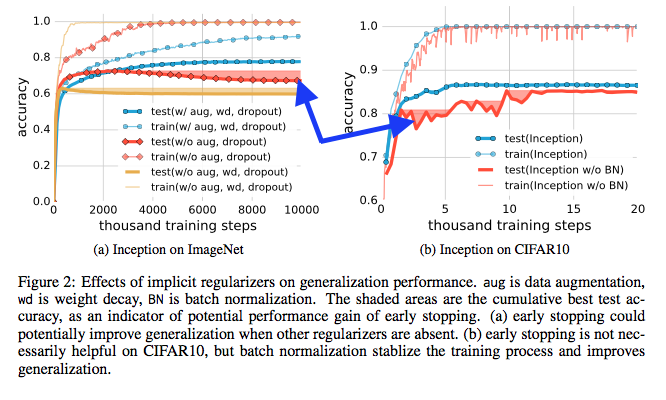 1.0
0.8
0.6
0.4
0.2
0.0
accuracy
test(w/ aug, wd, dropout)
train(w/ aug, wd, dropout)
test(w/o aug, dropout)
train(w/o aug, dropout)
test(w/o aug, wd, dropout)
train(w/o aug, wd, dropout)
0 2000 4000 6000 8000 10000
thousand training steps
(a) Inception on ImageNet
1.0
0.9
0.8
0.7
0.6
accuracy
test(Inception)
train(Inception)
test(Inception w/o BN)
train(Inception w/o BN)
0 5 10 15 20
thousand training steps
(b) Inception on CIFAR10
Figure 2: Effects of implicit regularizers on generalization performance. aug is data augmentation,
wd is weight decay, BN is batch normalization. The shaded areas are the cumulative best test ac-
curacy, as an indicator of potential performance gain of early stopping. (a) early stopping could
potentially improve generalization when other regularizers are absent. (b) early stopping is not nec-
essarily helpful on CIFAR10, but batch normalization stablize the training process and improves
generalization.